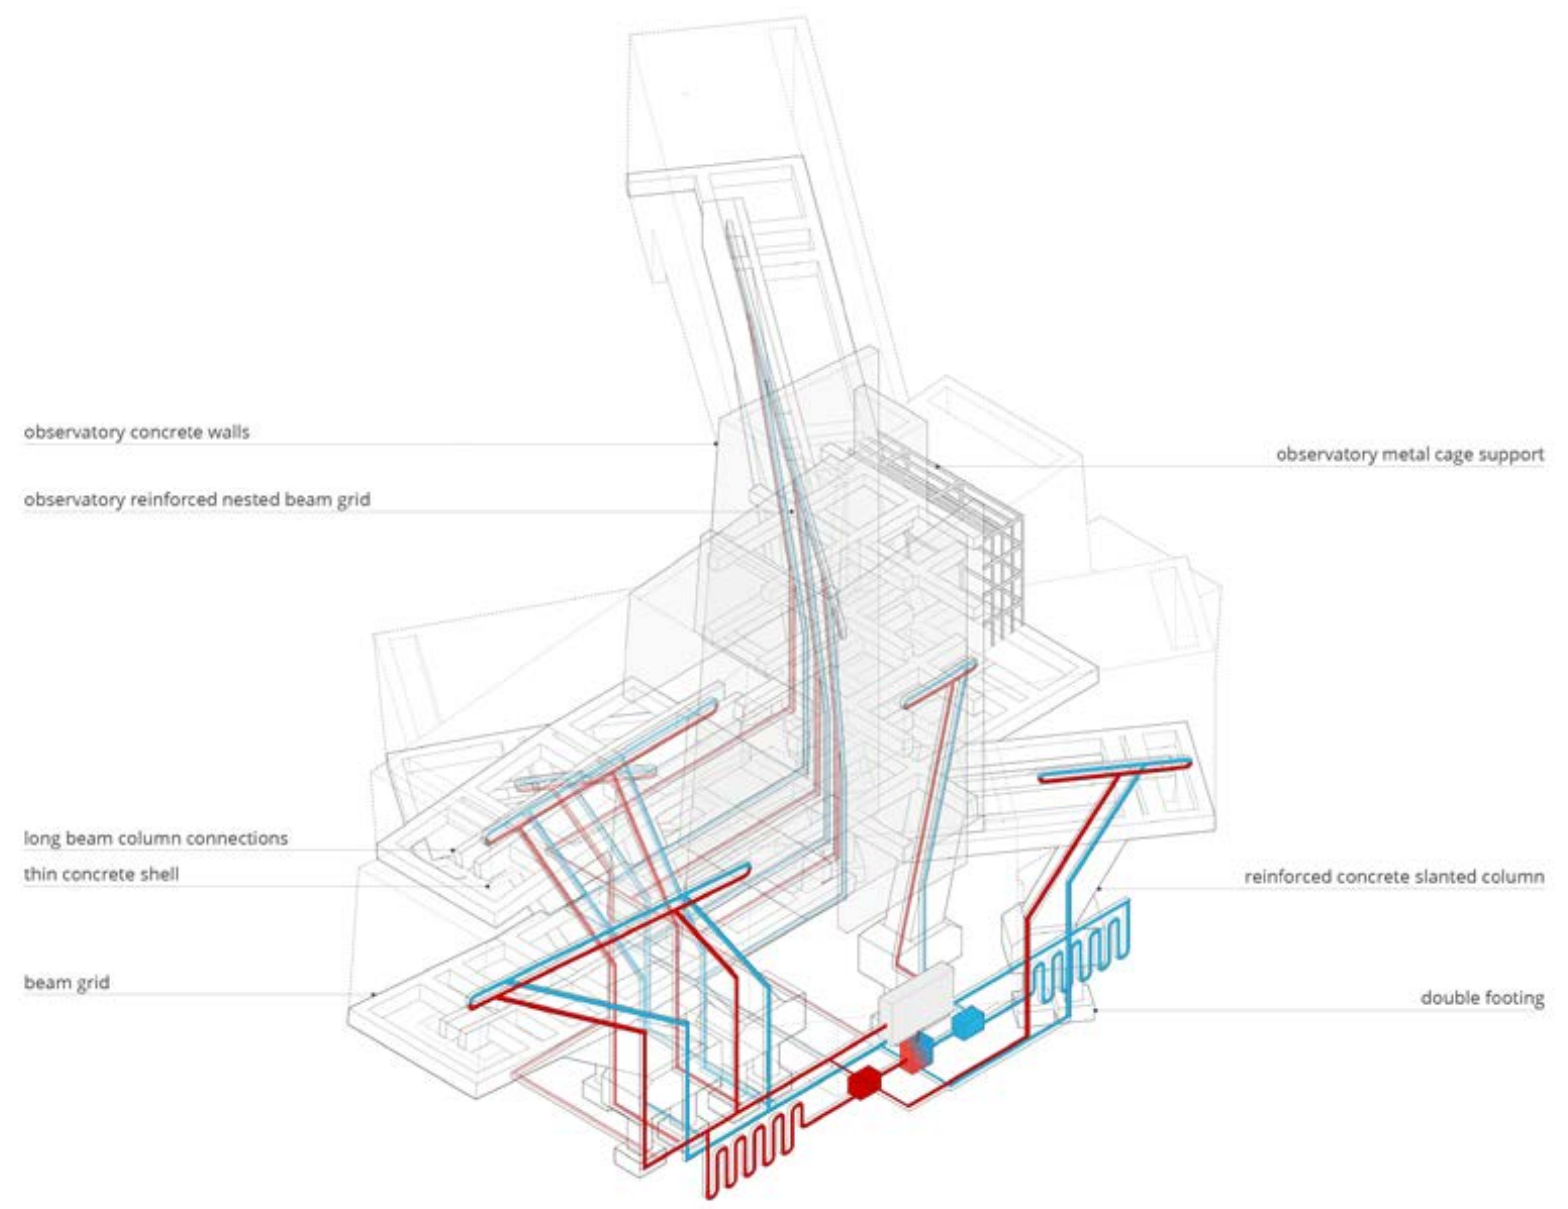 observatory concrete walls
observatory metal cage support
observatory reinforced nested beam grid
long beam column connections
thin concrete shell
reinforced concrete slanted column
beam grid
double footing